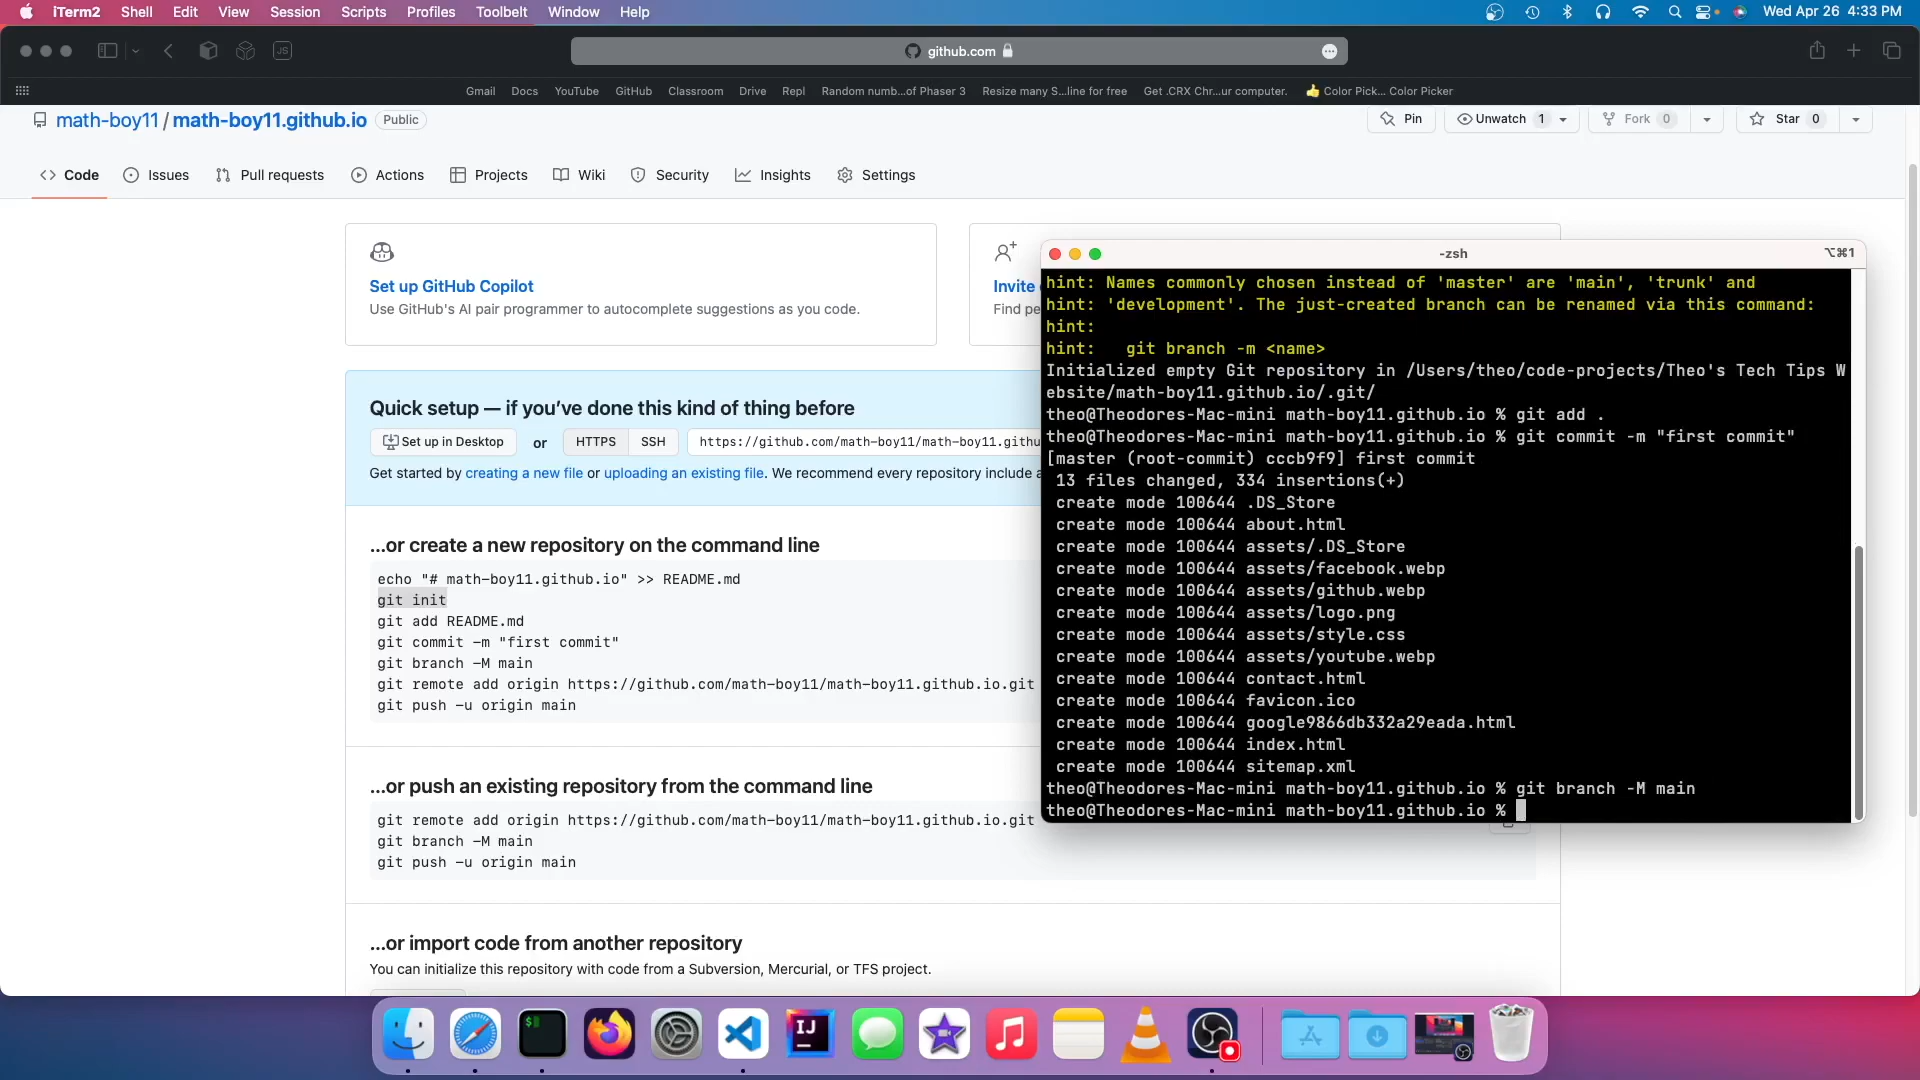 iTerm2 Shell Edit View Session Scripts Profiles Toolbelt Window Help Wed Apr 26 4:33 PM
github.com
JS
Gmail Docs YouTube GitHub Classroom Drive Repl Random numb...of Phaser 3 Resize many S...line for free Get .CRX Chr...ur computer. 👍 Color Pick... Color Picker
math-boy11 / math-boy11.github.io Public
Pin Unwatch 1 Fork 0 Star 0
Code Issues Pull requests Actions Projects Wiki Security Insights Settings
Set up GitHub Copilot
Use GitHub's AI pair programmer to autocomplete suggestions as you code.
Invite
Find pe
Quick setup — if you've done this kind of thing before
Set up in Desktop or HTTPS SSH https://github.com/math-boy11/math-boy11.githu
Get started by creating a new file or uploading an existing file. We recommend every repository include a
...or create a new repository on the command line
echo "# math-boy11.github.io" >> README.md
git init
git add README.md
git commit -m "first commit"
git branch -M main
git remote add origin https://github.com/math-boy11/math-boy11.github.io.git
git push -u origin main
...or push an existing repository from the command line
git remote add origin https://github.com/math-boy11/math-boy11.github.io.git
git branch -M main
git push -u origin main
...or import code from another repository
You can initialize this repository with code from a Subversion, Mercurial, or TFS project.
-zsh ⌥⌘1
hint: Names commonly chosen instead of 'master' are 'main', 'trunk' and
hint: 'development'. The just-created branch can be renamed via this command:
hint:
hint:   git branch -m <name>
Initialized empty Git repository in /Users/theo/code-projects/Theo's Tech Tips W
ebsite/math-boy11.github.io/.git/
theo@Theodores-Mac-mini math-boy11.github.io % git add .
theo@Theodores-Mac-mini math-boy11.github.io % git commit -m "first commit"
[master (root-commit) cccb9f9] first commit
 13 files changed, 334 insertions(+)
 create mode 100644 .DS_Store
 create mode 100644 about.html
 create mode 100644 assets/.DS_Store
 create mode 100644 assets/facebook.webp
 create mode 100644 assets/github.webp
 create mode 100644 assets/logo.png
 create mode 100644 assets/style.css
 create mode 100644 assets/youtube.webp
 create mode 100644 contact.html
 create mode 100644 favicon.ico
 create mode 100644 google9866db332a29eada.html
 create mode 100644 index.html
 create mode 100644 sitemap.xml
theo@Theodores-Mac-mini math-boy11.github.io % git branch -M main
theo@Theodores-Mac-mini math-boy11.github.io %
$
IJ